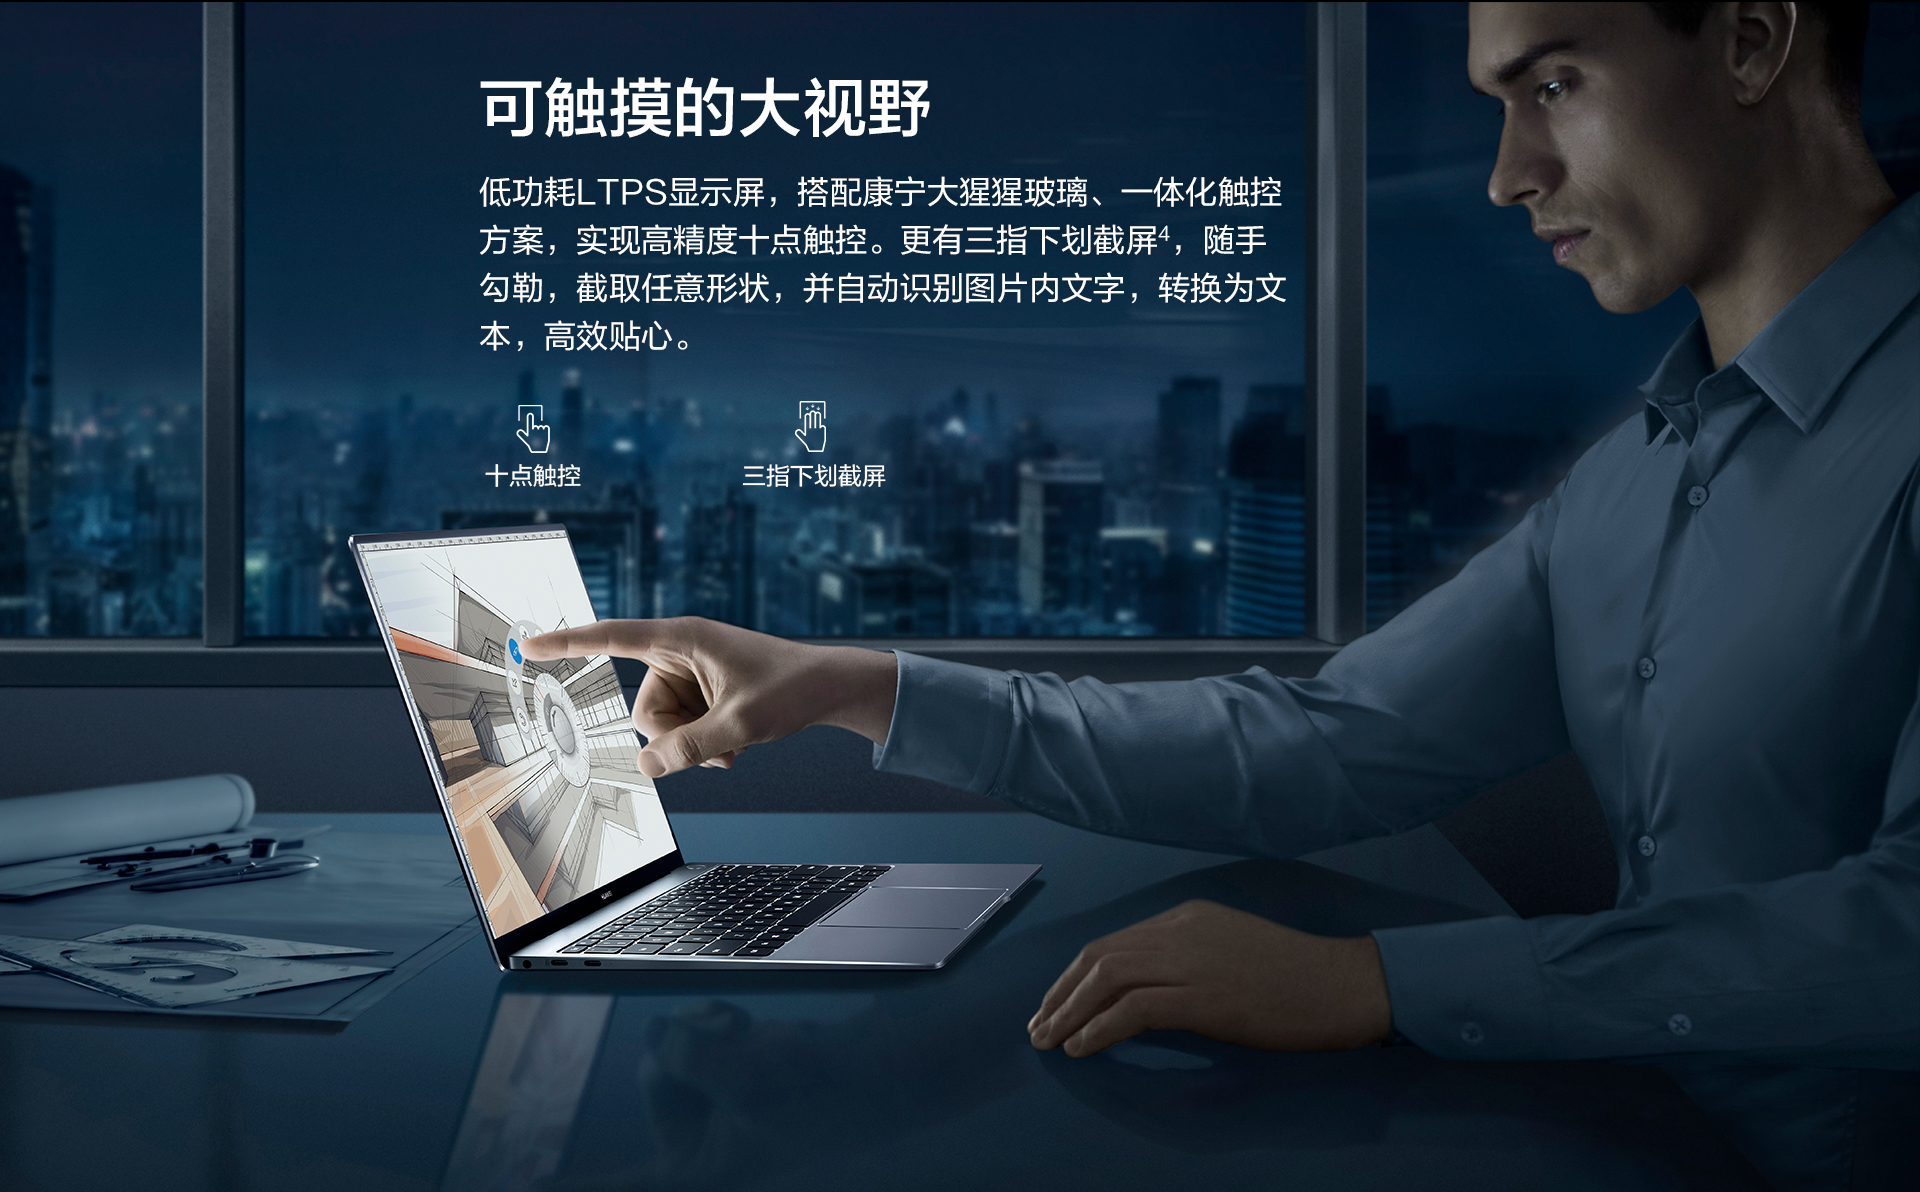 可触摸的大视野
低功耗LTPS显示屏，搭配康宁大猩猩玻璃、一体化触控
方案，实现高精度十点触控。更有三指下划截屏4，随手
勾勒，截取任意形状，并自动识别图片内文字，转换为文
本，高效贴心。
十点触控
三指下划截屏
HUAWEI